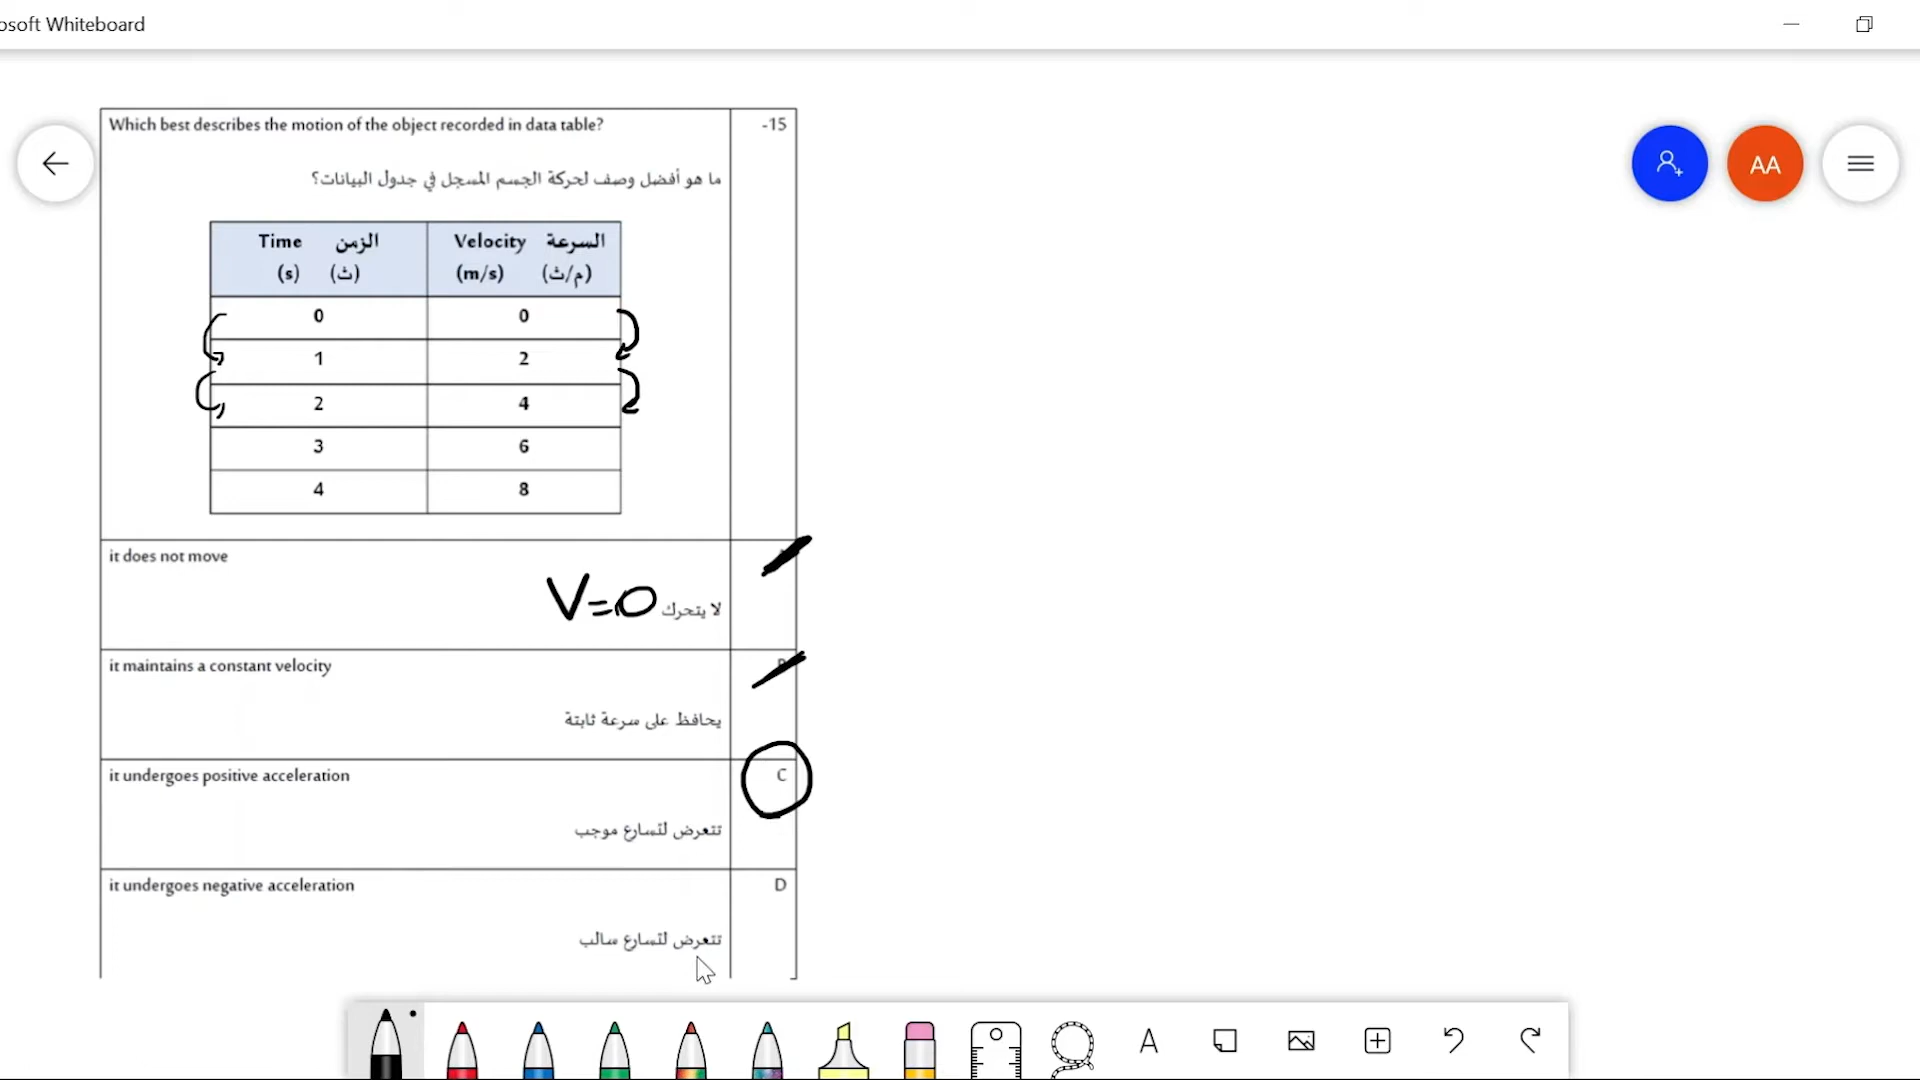 osoft Whiteboard
Which best describes the motion of the object recorded in data table?
-15
ما هو أفضل وصف لحركة الجسم المسجل في جدول البيانات؟
Time الزمن Velocity السرعة
(s) (ث) (m/s) (م/ث)
0 0
1 2
2 4
3 6
4 8
it does not move
V=0 لا يتحرك
it maintains a constant velocity
يحافظ على سرعة ثابتة
it undergoes positive acceleration C
تتعرض لتسارع موجب
it undergoes negative acceleration D
تتعرض لتسارع سالب
AA
A